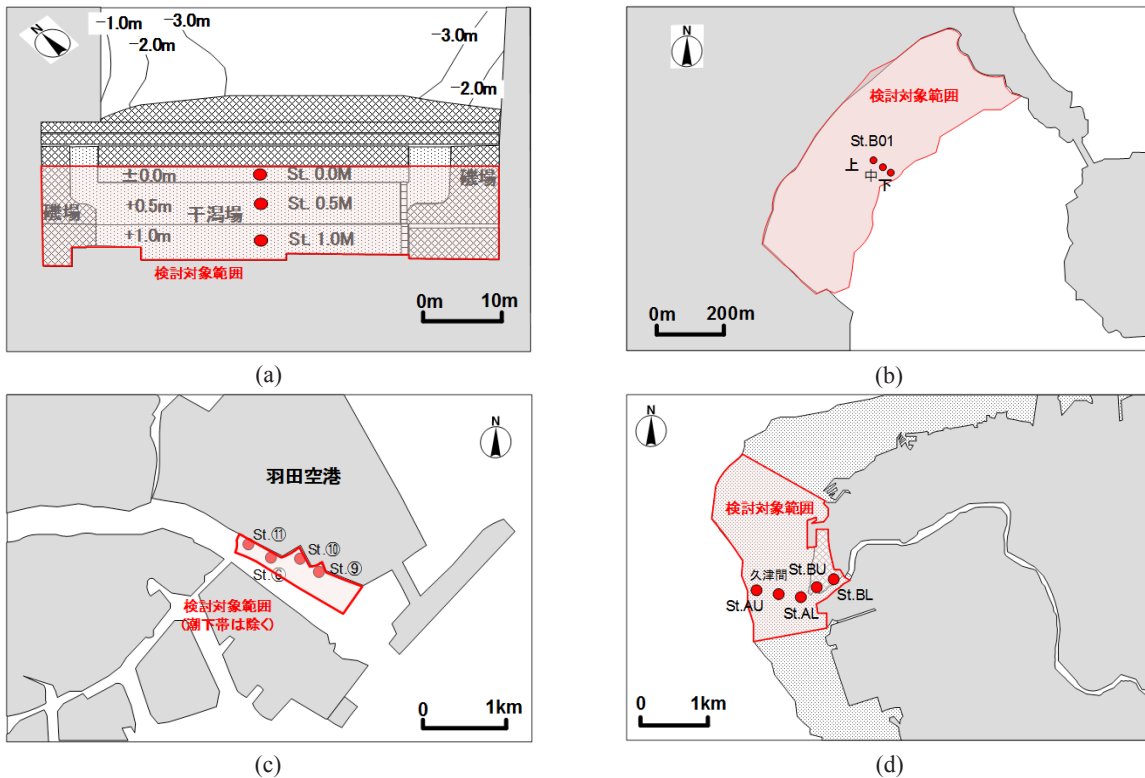 N
−1.0m
−3.0m
−2.0m
−3.0m
−2.0m
±0.0m
St. 0.0M
磯場
磯場
+0.5m
干潟場
St. 0.5M
+1.0m
St. 1.0M
検討対象範囲
0m
10m
(a)
N
検討対象範囲
St.B01
上
中
下
0m
200m
(b)
N
羽田空港
St.⑪
St.⑩
St.⑨
検討対象範囲
(潮下帯は除く)
0
1km
(c)
N
検討対象範囲
久津間
St.BU
St.BL
St.AU
St.AL
0
1km
(d)